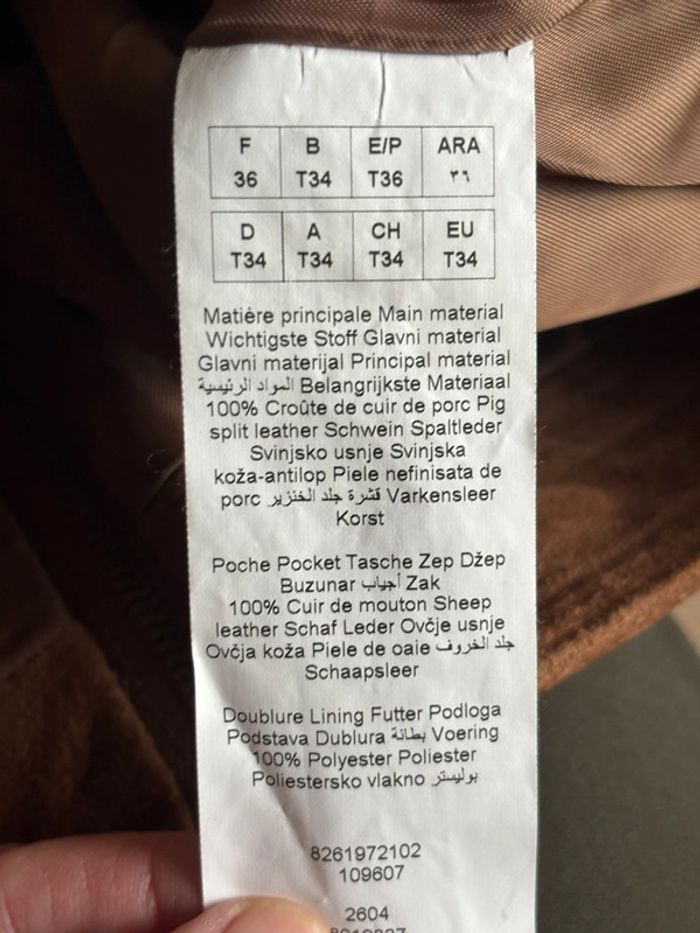 F B E/P ARA
36 T34 T36 ٣٦
D A CH EU
T34 T34 T34 T34
Matière principale Main material
Wichtigste Stoff Glavni material
Glavni materijal Principal material
المواد الرئيسية Belangrijkste Materiaal
100% Croûte de cuir de porc Pig
split leather Schwein Spaltleder
Svinjsko usnje Svinjska
koža-antilop Piele nefinisata de
porc قشرة جلد الخنزير Varkensleer
Korst
Poche Pocket Tasche Zep Džep
Buzunar أجياب Zak
100% Cuir de mouton Sheep
leather Schaf Leder Ovčje usnje
Ovčja koža Piele de oaie جلد الخروف
Schaapsleer
Doublure Lining Futter Podloga
Podstava Dublura بطانة Voering
100% Polyester Poliester
Poliestersko vlakno بوليستر
8261972102
109607
2604